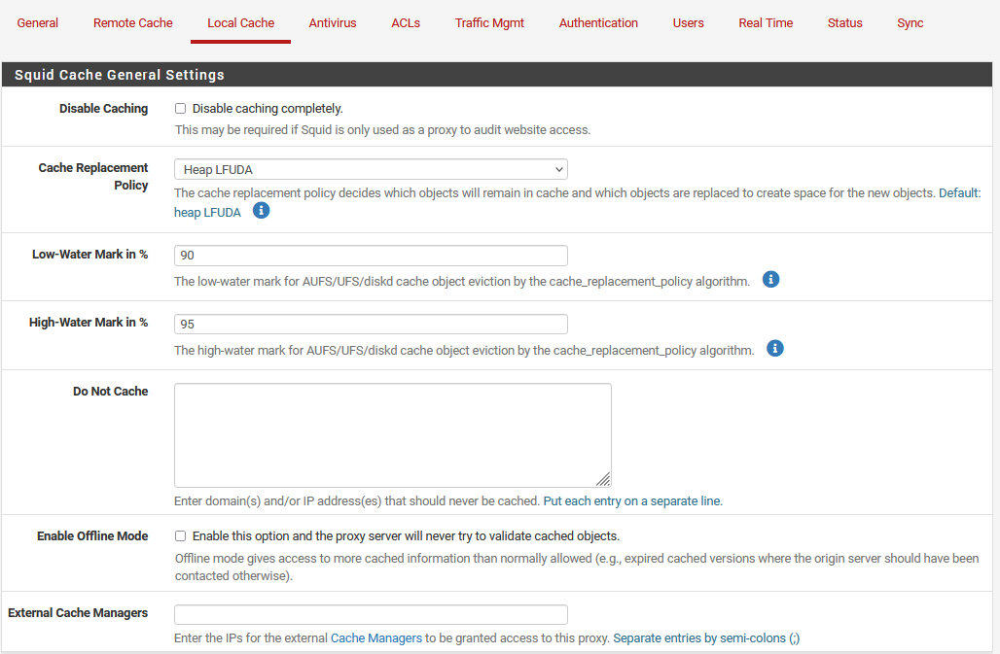 General Remote Cache Local Cache Antivirus ACLs Traffic Mgmt Authentication Users Real Time Status Sync
Squid Cache General Settings
Disable Caching Disable caching completely.
This may be required if Squid is only used as a proxy to audit website access.
Cache Replacement Policy Heap LFUDA
The cache replacement policy decides which objects will remain in cache and which objects are replaced to create space for the new objects. Default:
heap LFUDA
Low-Water Mark in % 90
The low-water mark for AUFS/UFS/diskd cache object eviction by the cache_replacement_policy algorithm.
High-Water Mark in % 95
The high-water mark for AUFS/UFS/diskd cache object eviction by the cache_replacement_policy algorithm.
Do Not Cache
Enter domain(s) and/or IP address(es) that should never be cached. Put each entry on a separate line.
Enable Offline Mode Enable this option and the proxy server will never try to validate cached objects.
Offline mode gives access to more cached information than normally allowed (e.g., expired cached versions where the origin server should have been
contacted otherwise).
External Cache Managers
Enter the IPs for the external Cache Managers to be granted access to this proxy. Separate entries by semi-colons (;)